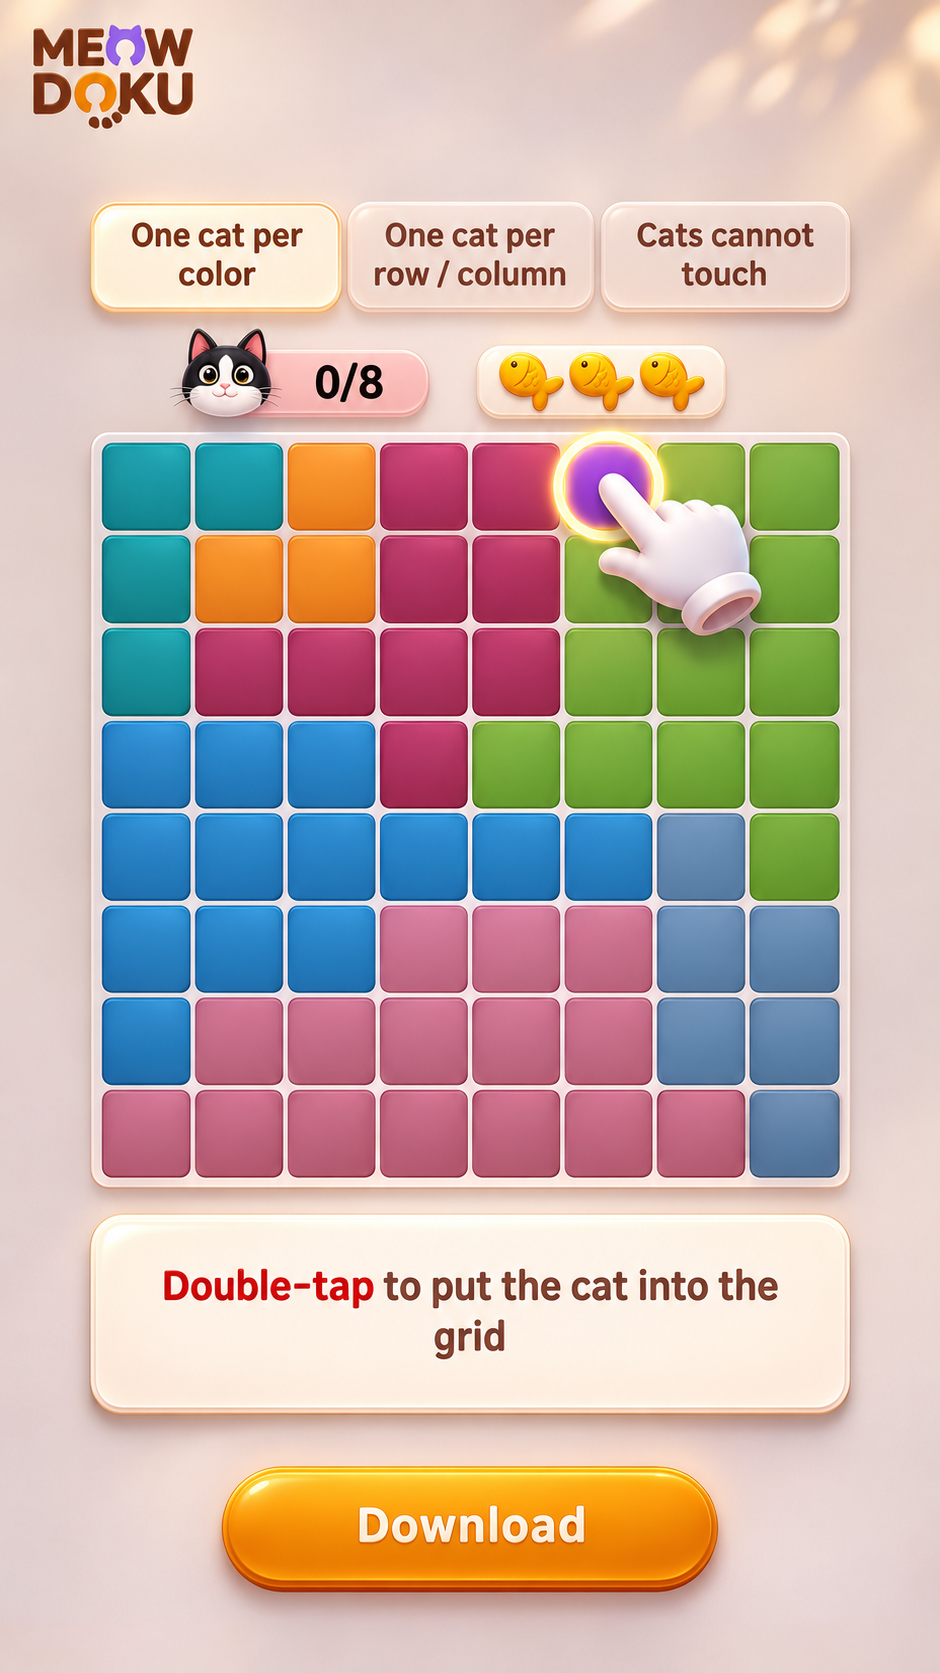 MEOW
DOKU
One cat per
color
One cat per
row / column
Cats cannot
touch
0/8
Double-tap to put the cat into the
grid
Download